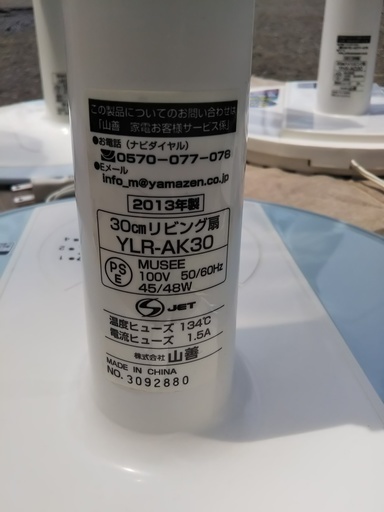 この製品についてのお問い合わせは
「山善 家電お客様サービス係」
●お電話(ナビダイヤル)
0570-077-078
●Eメール
info_m@yamazen.co.jp
2013年製
30cmリビング扇
YLR-AK30
PS
E
MUSEE
100V 50/60Hz
45/48W
JET
温度ヒューズ 134℃
電流ヒューズ 1.5A
株式会社 山善
MADE IN CHINA
NO. 3092880